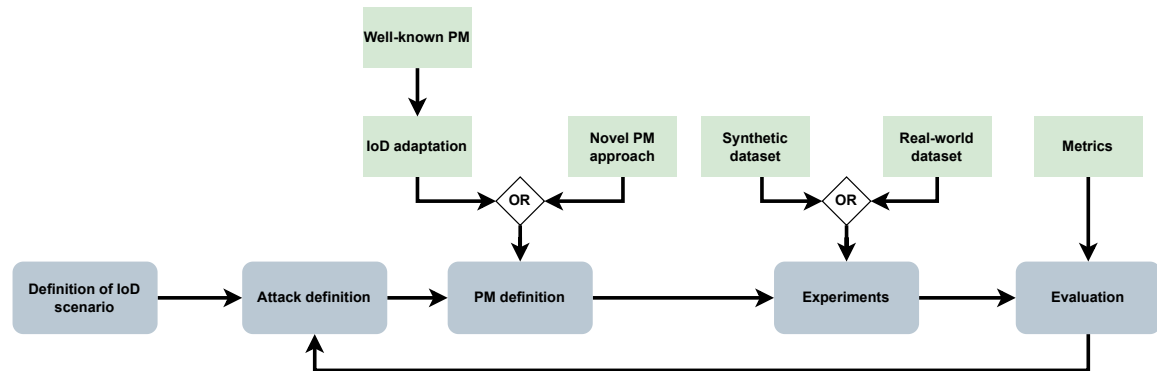 Well-known PM
IoD adaptation
Novel PM
approach
Synthetic
dataset
Real-world
dataset
Metrics
OR
OR
Definition of IoD
scenario
Attack definition
PM definition
Experiments
Evaluation